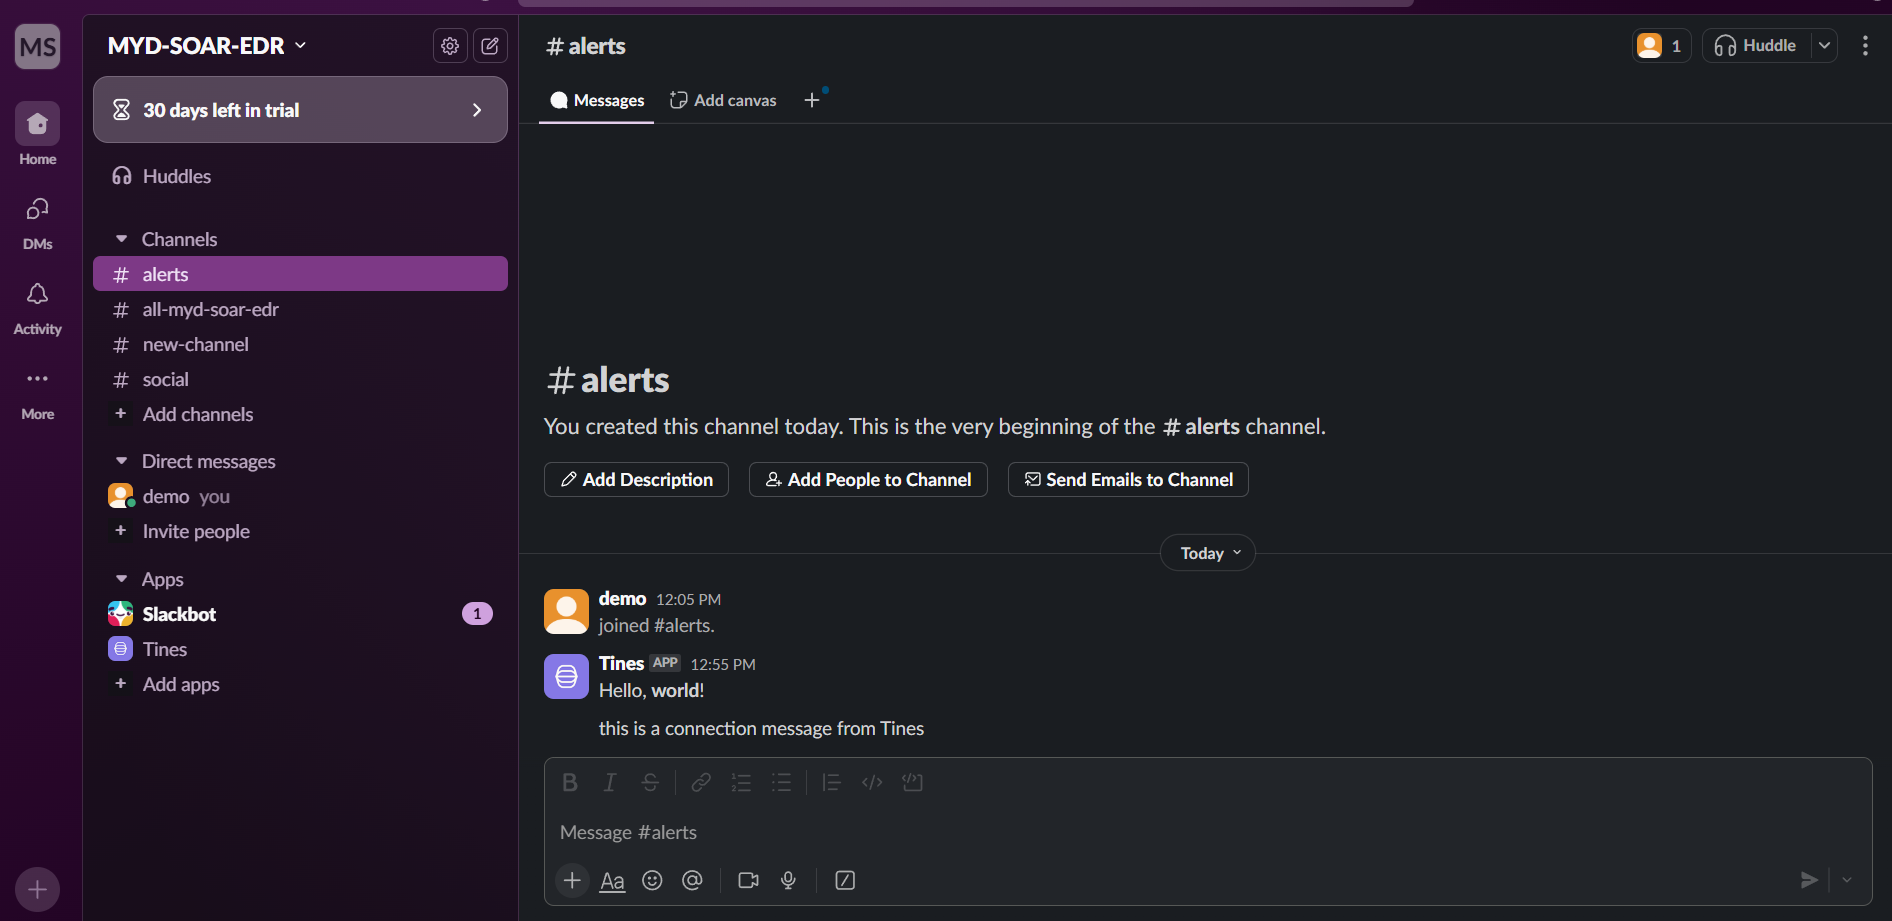 MS
Home
DMs
Activity
More
MYD-SOAR-EDR
30 days left in trial
Huddles
Channels
# alerts
# all-myd-soar-edr
# new-channel
# social
+ Add channels
Direct messages
demo you
+ Invite people
Apps
Slackbot 1
Tines
+ Add apps
# alerts
1
Huddle
Messages
Add canvas
+
# alerts
You created this channel today. This is the very beginning of the # alerts channel.
Add Description
Add People to Channel
Send Emails to Channel
Today
demo 12:05 PM
joined #alerts.
Tines APP 12:55 PM
Hello, world!
this is a connection message from Tines
Message #alerts
Aa